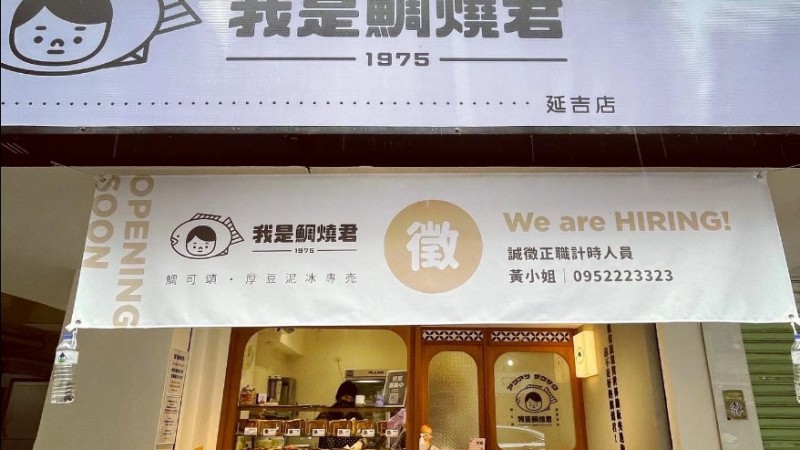 我是鯛燒君
1975
延吉店
OPENING
SOON
我是鯛燒君
1975
鯛可頌・厚豆泥冰專売
徵
We are HIRING!
誠徵正職計時人員
黃小姐｜0952223323
我是鯛燒君